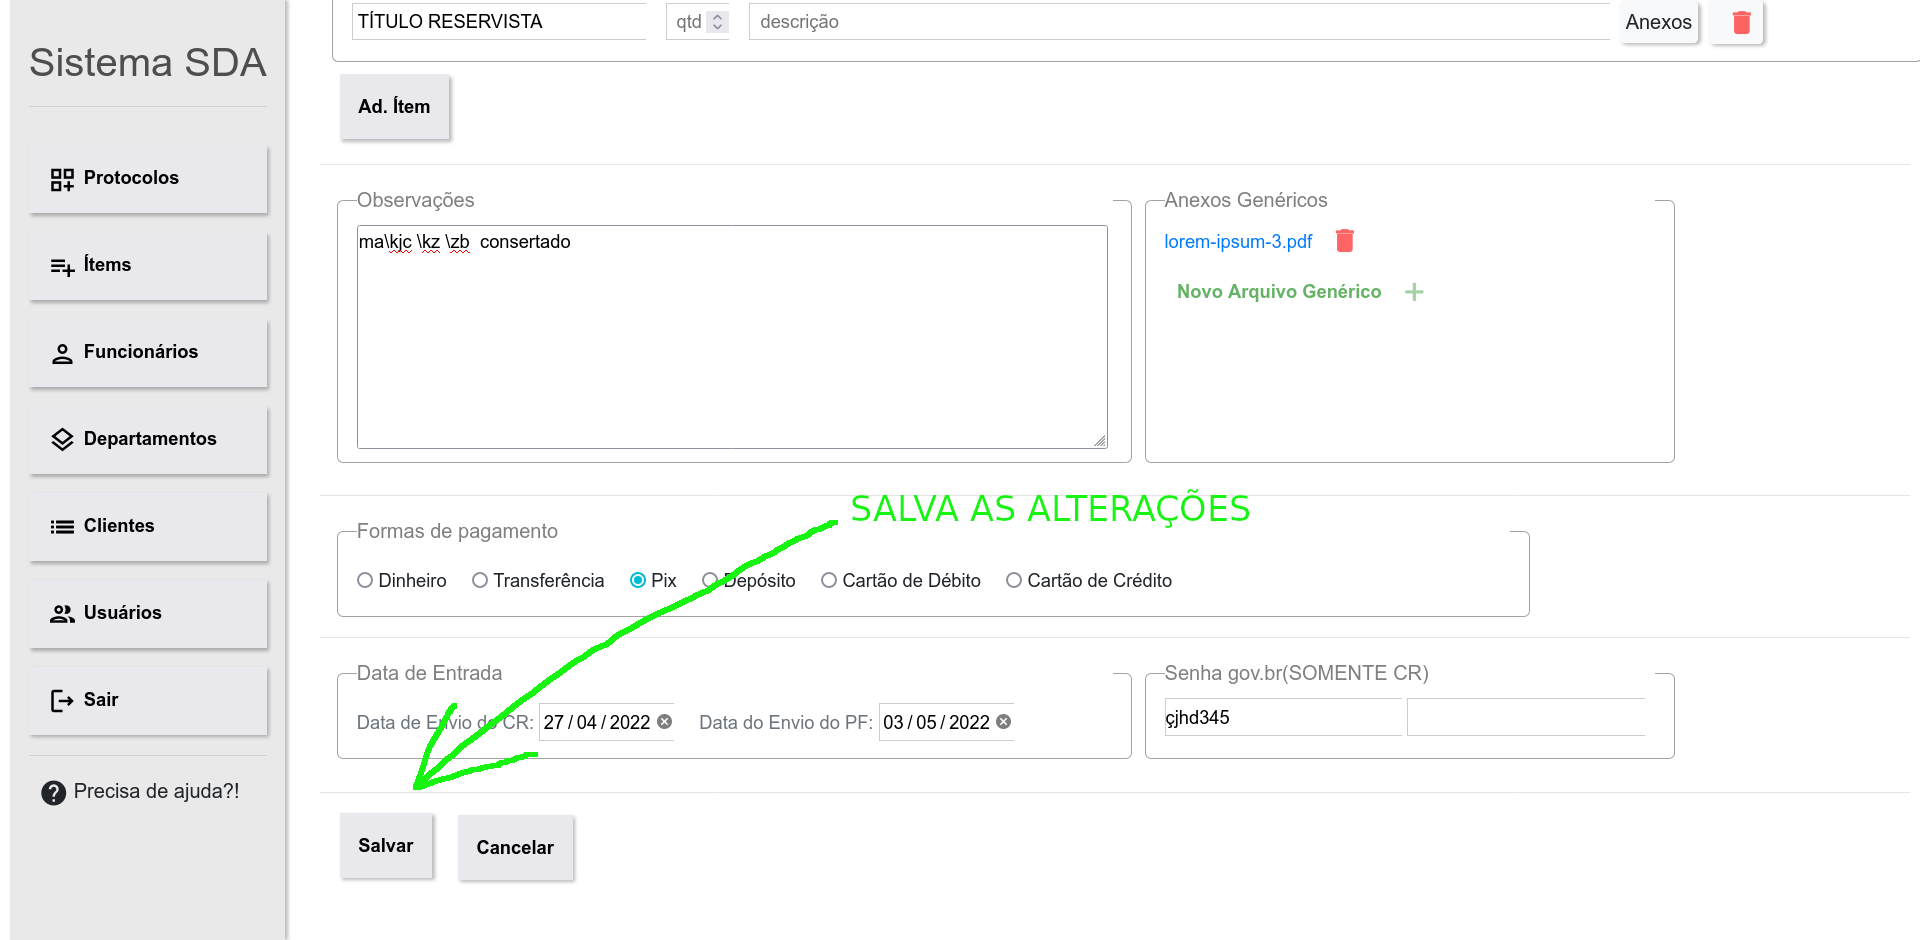 Sistema SDA
Protocolos
Ítems
Funcionários
Departamentos
Clientes
Usuários
Sair
Precisa de ajuda?!
TÍTULO RESERVISTA qtd descrição Anexos
Ad. Ítem
Observações
ma\kjc \kz \zb  consertado
Anexos Genéricos
lorem-ipsum-3.pdf
Novo Arquivo Genérico
SALVA AS ALTERAÇÕES
Formas de pagamento
Dinheiro Transferência Pix Depósito Cartão de Débito Cartão de Crédito
Data de Entrada
Data de Envio do CR: 27/04/2022 Data do Envio do PF: 03/05/2022
Senha gov.br(SOMENTE CR)
çjhd345
Salvar Cancelar